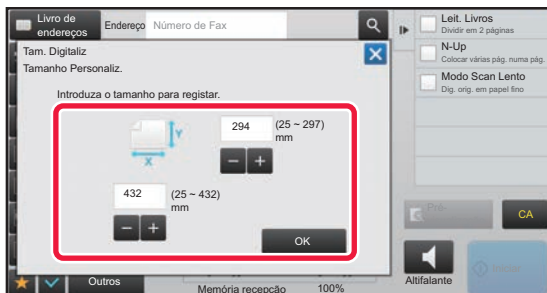 Livro de
endereços
Endereço
Número de Fax
Tam. Digitaliz
Tamanho Personaliz.
Introduza o tamanho para registar.
Y
X
294
(25 ~ 297)
mm
432
(25 ~ 432)
mm
OK
Outros
Memória recepção
100%
Leit. Livros
Dividir em 2 páginas
N-Up
Colocar várias pág. numa pág.
Modo Scan Lento
Dig. orig. em papel fino
CA
Altifalante
Iniciar